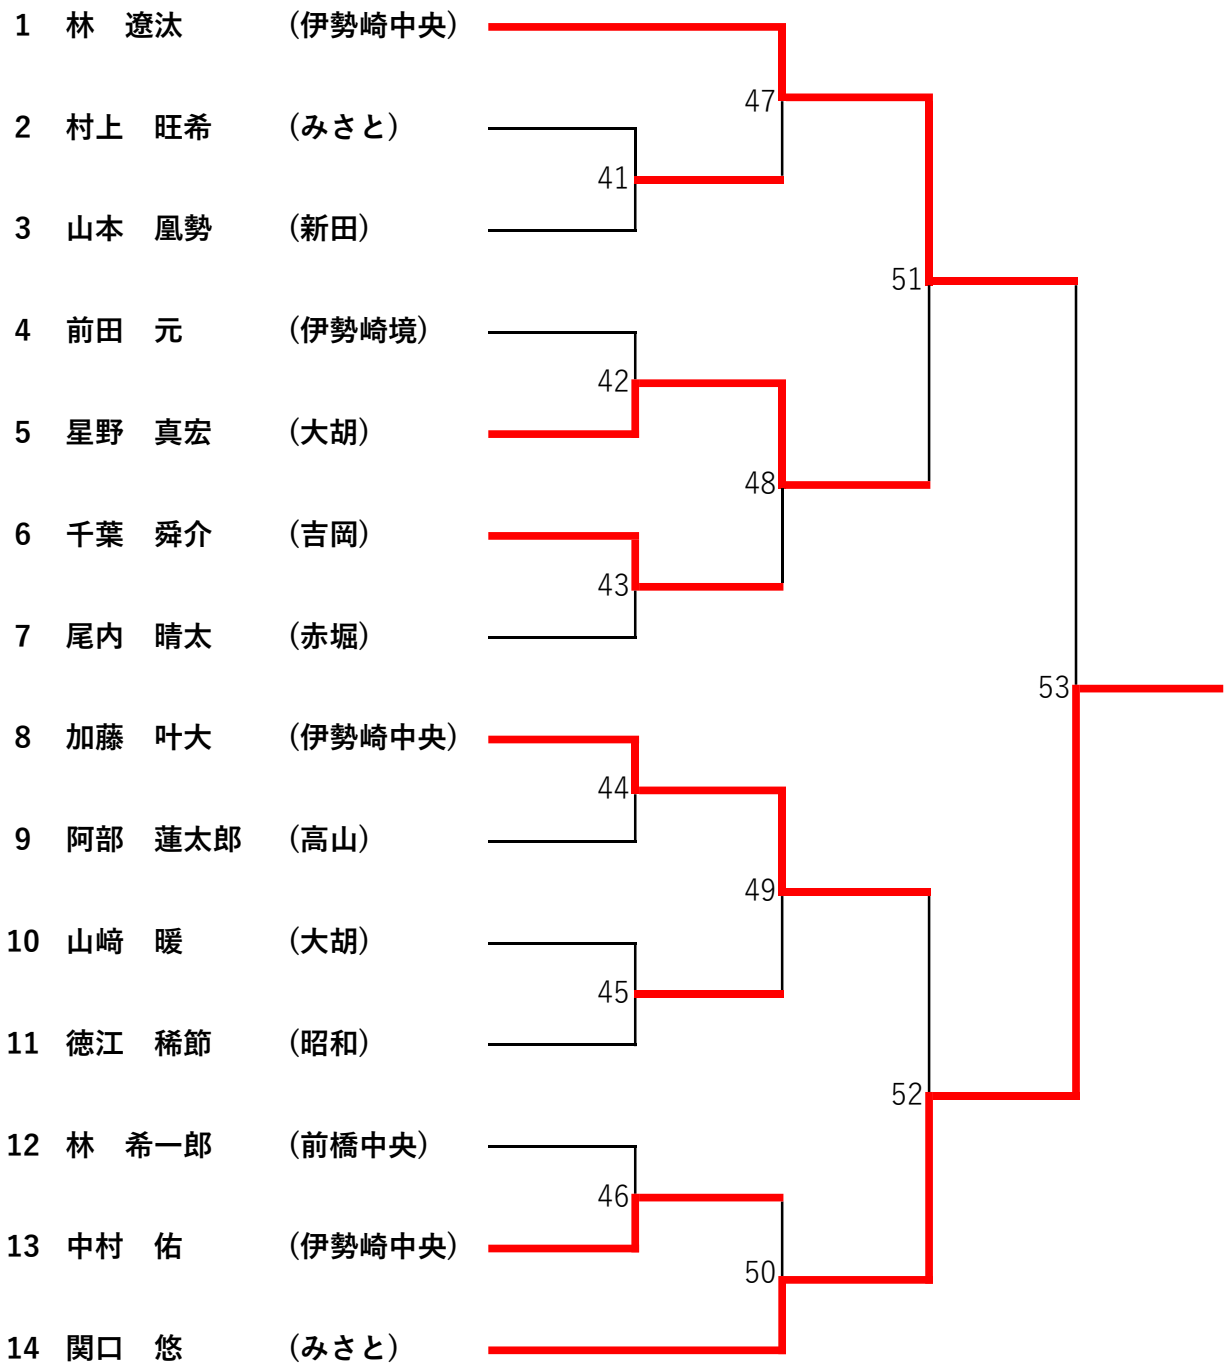 1 林　遼汰 (伊勢崎中央)
47
2 村上　旺希 (みさと)
41
3 山本　凰勢 (新田)
51
4 前田　元 (伊勢崎境)
42
5 星野　真宏 (大胡)
48
6 千葉　舜介 (吉岡)
43
7 尾内　晴太 (赤堀)
53
8 加藤　叶大 (伊勢崎中央)
44
9 阿部　蓮太郎 (高山)
49
10 山﨑　暖 (大胡)
45
11 徳江　稀節 (昭和)
52
12 林　希一郎 (前橋中央)
46
13 中村　佑 (伊勢崎中央)
50
14 関口　悠 (みさと)